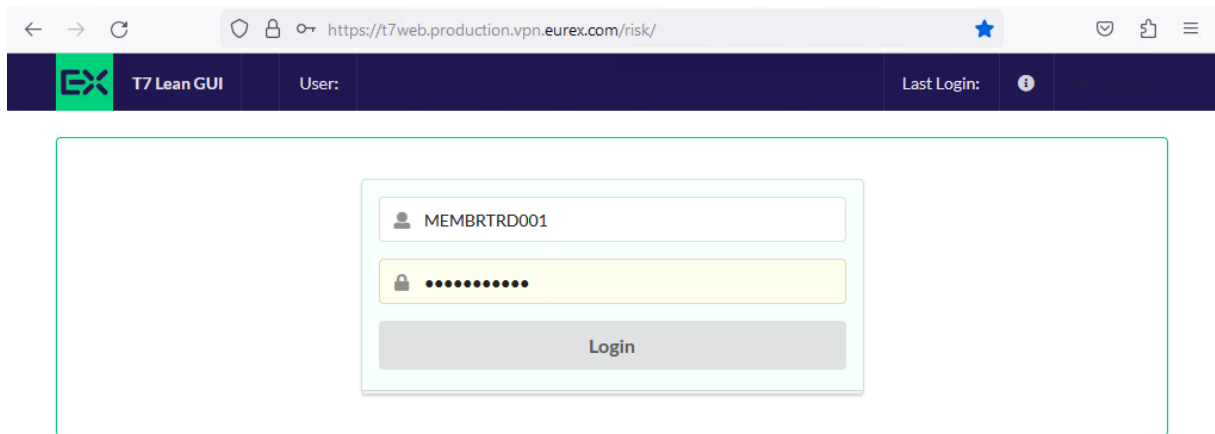 https://t7web.production.vpn.eurex.com/risk/
EX T7 Lean GUI User: Last Login:
MEMBRTRD001
•••••••••••
Login